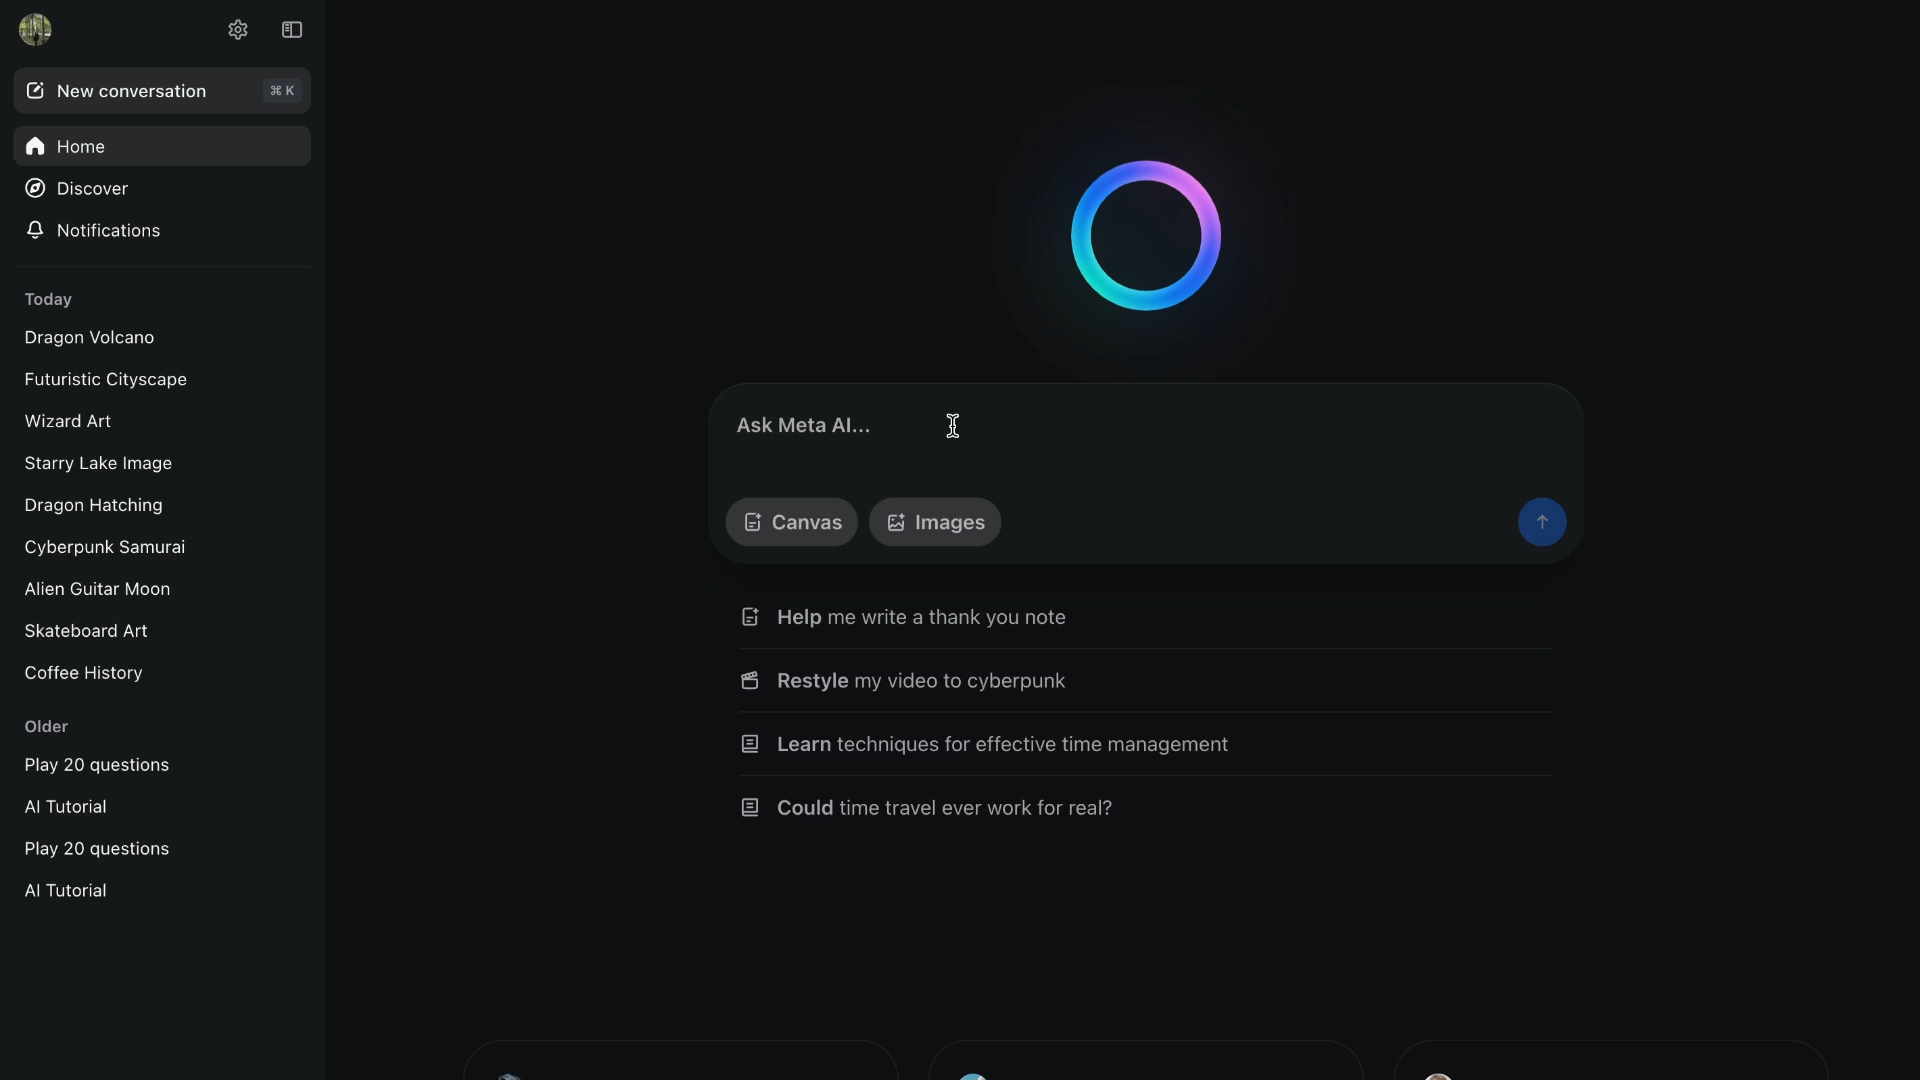 New conversation ⌘ K
Home
Discover
Notifications
Today
Dragon Volcano
Futuristic Cityscape
Wizard Art
Starry Lake Image
Dragon Hatching
Cyberpunk Samurai
Alien Guitar Moon
Skateboard Art
Coffee History
Older
Play 20 questions
AI Tutorial
Play 20 questions
AI Tutorial
Ask Meta AI...
Canvas Images
Help me write a thank you note
Restyle my video to cyberpunk
Learn techniques for effective time management
Could time travel ever work for real?